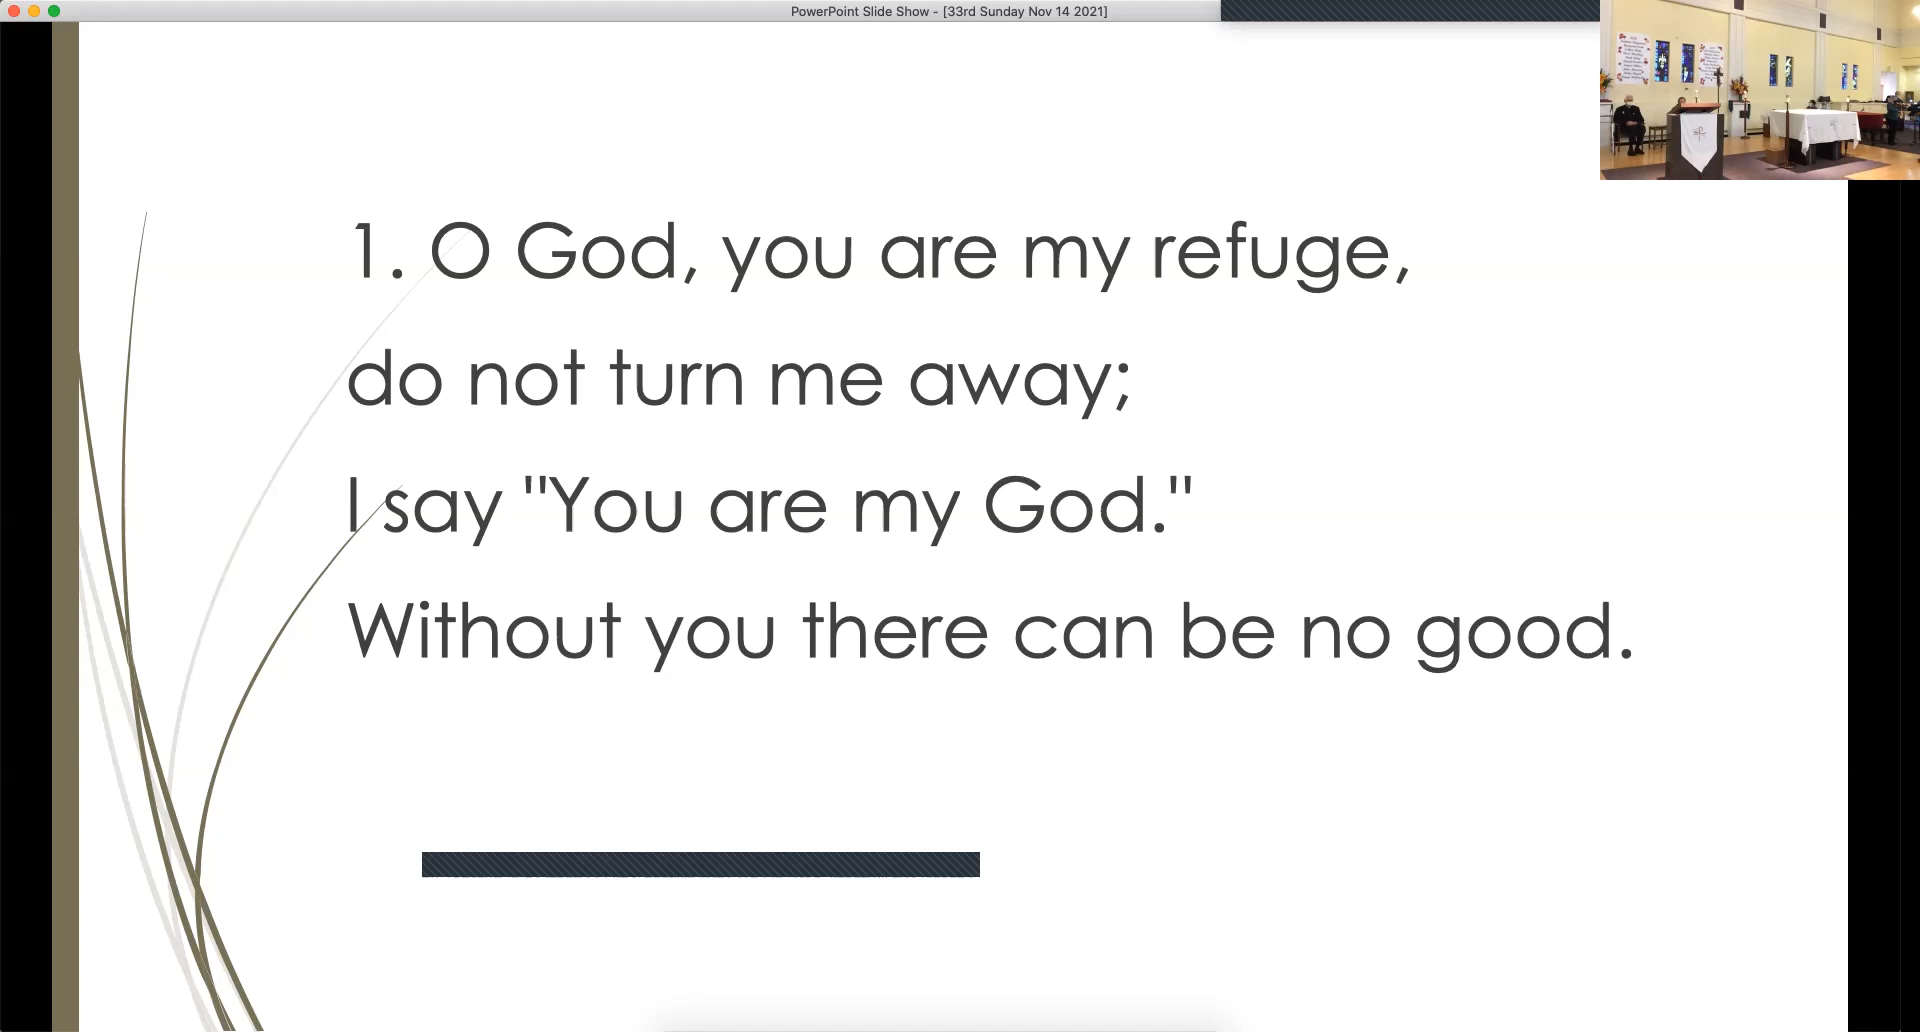 PowerPoint Slide Show - [33rd Sunday Nov 14 2021]
1. O God, you are my refuge,
do not turn me away;
I say "You are my God."
Without you there can be no good.